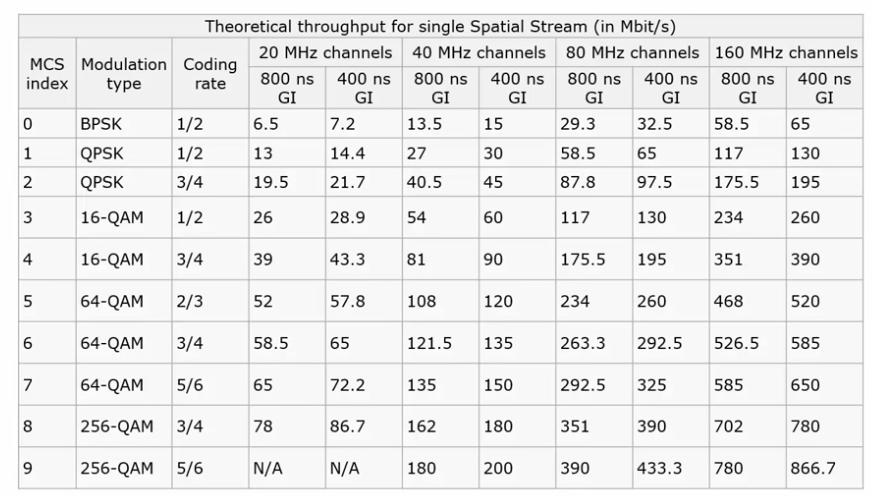 Theoretical throughput for single Spatial Stream (in Mbit/s)
MCS index Modulation type Coding rate 20 MHz channels 40 MHz channels 80 MHz channels 160 MHz channels
800 ns GI 400 ns GI 800 ns GI 400 ns GI 800 ns GI 400 ns GI 800 ns GI 400 ns GI
0 BPSK 1/2 6.5 7.2 13.5 15 29.3 32.5 58.5 65
1 QPSK 1/2 13 14.4 27 30 58.5 65 117 130
2 QPSK 3/4 19.5 21.7 40.5 45 87.8 97.5 175.5 195
3 16-QAM 1/2 26 28.9 54 60 117 130 234 260
4 16-QAM 3/4 39 43.3 81 90 175.5 195 351 390
5 64-QAM 2/3 52 57.8 108 120 234 260 468 520
6 64-QAM 3/4 58.5 65 121.5 135 263.3 292.5 526.5 585
7 64-QAM 5/6 65 72.2 135 150 292.5 325 585 650
8 256-QAM 3/4 78 86.7 162 180 351 390 702 780
9 256-QAM 5/6 N/A N/A 180 200 390 433.3 780 866.7